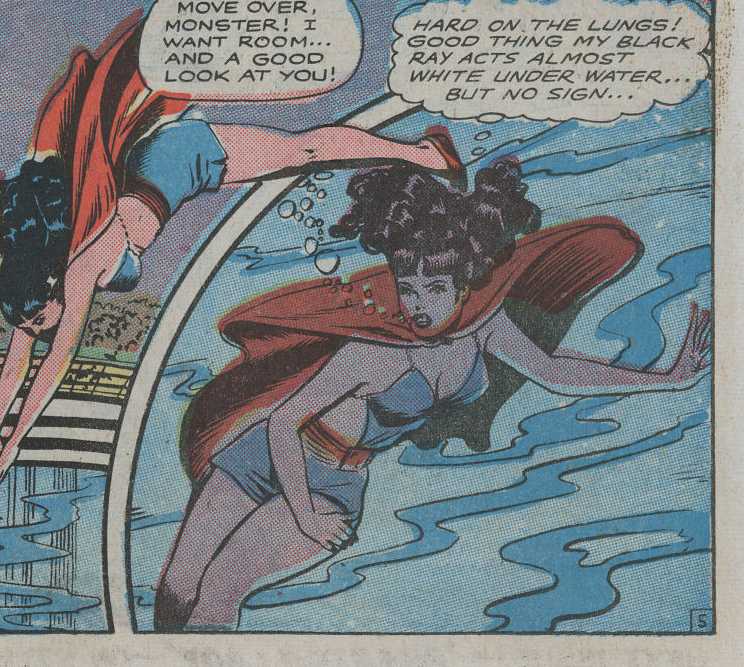 MOVE OVER,
MONSTER! I
WANT ROOM...
AND A GOOD
LOOK AT YOU!
HARD ON THE LUNGS!
GOOD THING MY BLACK
RAY ACTS ALMOST
WHITE UNDER WATER...
BUT NO SIGN...
5